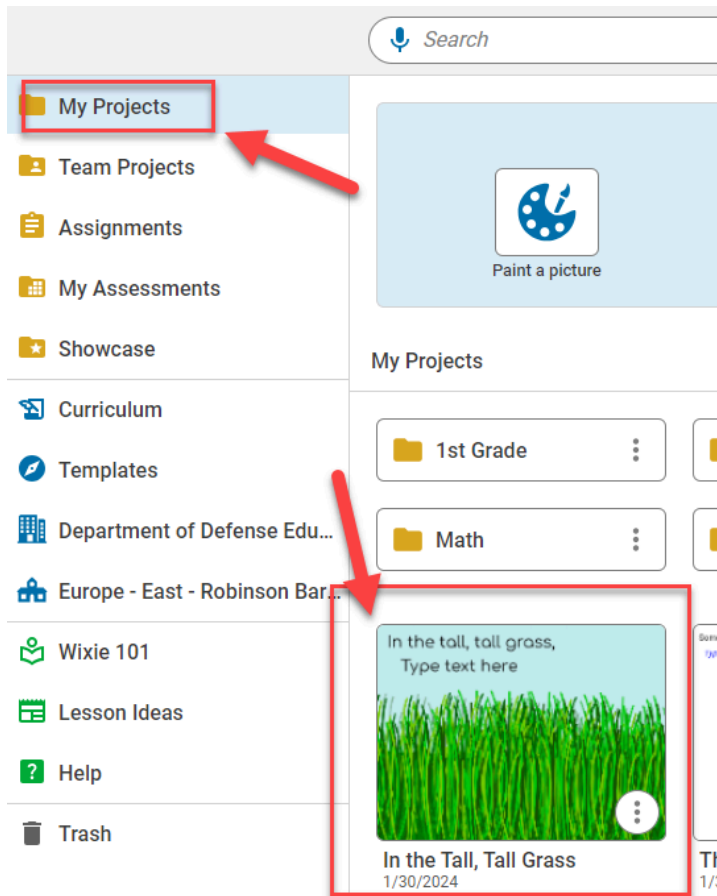 Search
My Projects
Team Projects
Assignments
My Assessments
Showcase
Curriculum
Templates
Department of Defense Edu...
Europe - East - Robinson Bar...
Wixie 101
Lesson Ideas
Help
Trash
Paint a picture
My Projects
1st Grade
Math
In the tall, tall grass,
Type text here
In the Tall, Tall Grass
1/30/2024